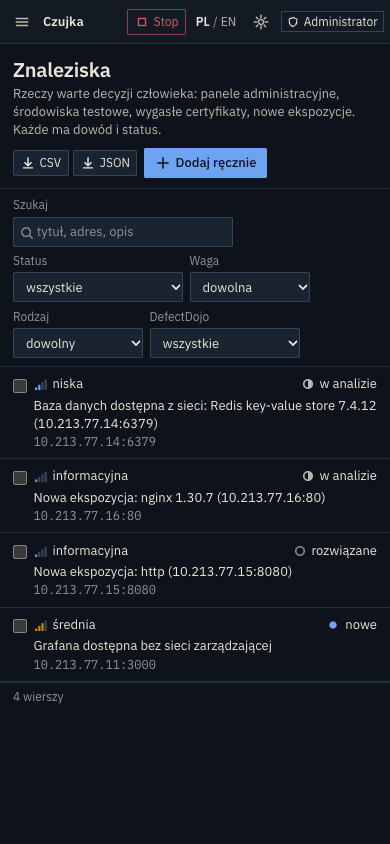 Czujka
Stop
PL / EN
Administrator
Znaleziska
Rzeczy warte decyzji człowieka: panele administracyjne,
środowiska testowe, wygasłe certyfikaty, nowe ekspozycje.
Każde ma dowód i status.
CSV
JSON
Dodaj ręcznie
Szukaj
tytuł, adres, opis
Status
Waga
wszystkie
dowolna
Rodzaj
DefectDojo
dowolny
wszystkie
niska
w analizie
Baza danych dostępna z sieci: Redis key-value store 7.4.12
(10.213.77.14:6379)
10.213.77.14:6379
informacyjna
w analizie
Nowa ekspozycja: nginx 1.30.7 (10.213.77.16:80)
10.213.77.16:80
informacyjna
rozwiązane
Nowa ekspozycja: http (10.213.77.15:8080)
10.213.77.15:8080
średnia
nowe
Grafana dostępna bez sieci zarządzającej
10.213.77.11:3000
4 wierszy